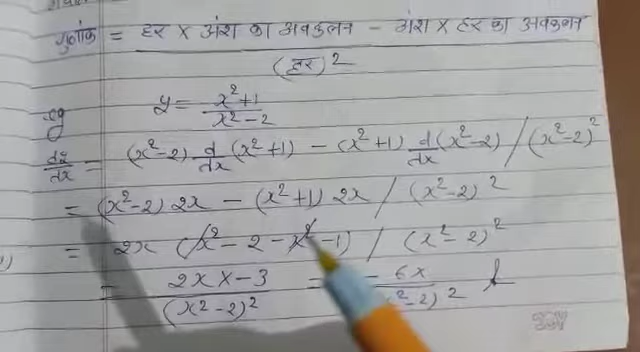 गुणांक = हर × अंश का अवकलन - अंश × हर का अवकलन
(हर)²
eg y = x²+1 / x²-2
dy/dx = (x²-2) d/dx (x²+1) - (x²+1) d/dx (x²-2) / (x²-2)²
= (x²-2) 2x - (x²+1) 2x / (x²-2)²
= 2x (x² - 2 - x² - 1) / (x² - 2)²
= 2x × -3 / (x²-2)² = -6x / (x²-2)²